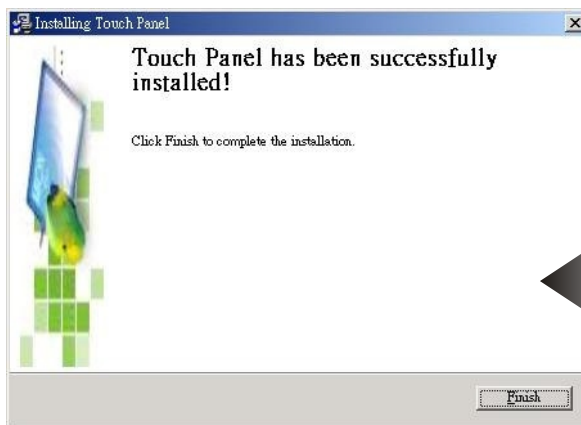 Installing Touch Panel
Touch Panel has been successfully
installed!
Click Finish to complete the installation.
Finish